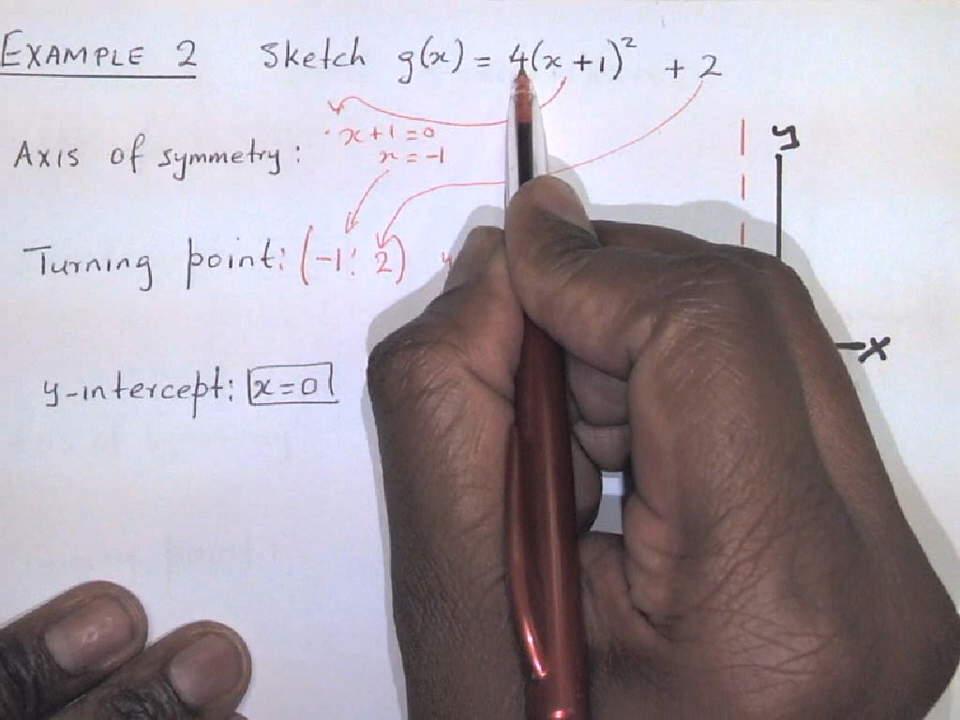 EXAMPLE 2 Sketch g(x) = 4(x + 1)² + 2
x + 1 = 0
Axis of symmetry:
x = -1
y
Turning point: (-1; 2) y
x
y-intercept: x = 0